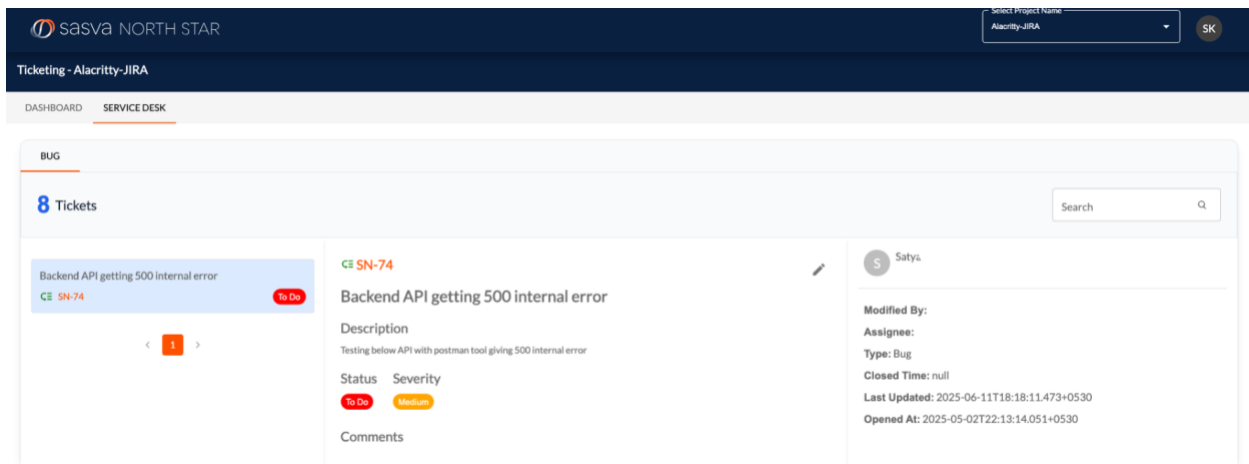 sasva NORTH STAR
Select Project Name
Alacritty-JIRA
SK
Ticketing - Alacritty-JIRA
DASHBOARD SERVICE DESK
BUG
8 Tickets
Search
Backend API getting 500 internal error
SN-74 To Do
< 1 >
SN-74
Backend API getting 500 internal error
Description
Testing below API with postman tool giving 500 internal error
Status Severity
To Do Medium
Comments
S
Modified By:
Assignee:
Type: Bug
Closed Time: null
Last Updated: 2025-06-11T18:18:11.473+0530
Opened At: 2025-05-02T22:13:14.051+0530